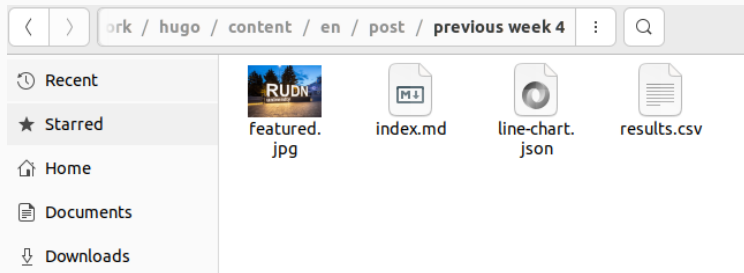 ork / hugo / content / en / post / previous week 4
Recent
Starred
Home
Documents
Downloads
RUDN
M
featured.
jpg
index.md
line-chart.
json
results.csv